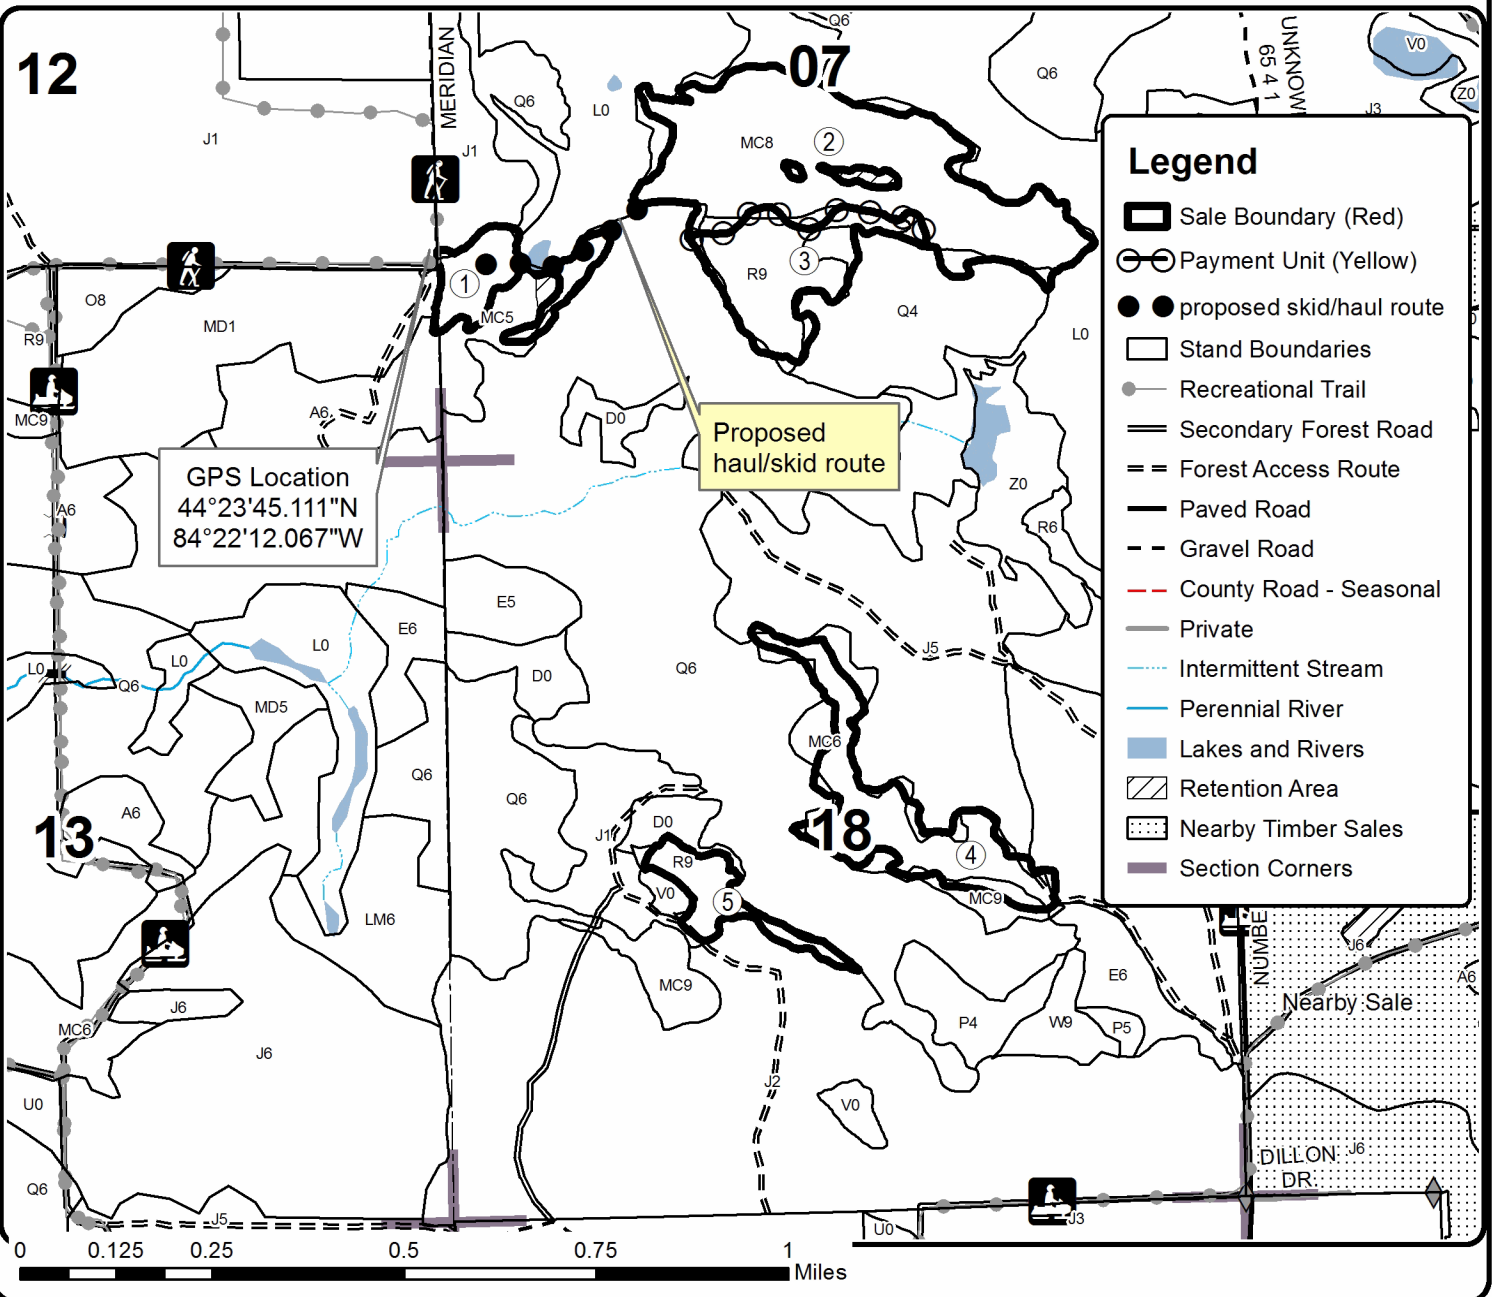 12
07
13
18
MERIDIAN
UNKNOW
65 4 1
Q6
Q6
Q6
V0
Z0
J3
J1
J1
L0
MC8
2
1
MC5
R9
3
Q4
L0
O8
MD1
R9
MC9
A6
D0
GPS Location
44°23'45.111"N
84°22'12.067"W
Proposed
haul/skid route
Z0
R6
A6
E5
E6
L0
L0
L0
Q6
D0
Q6
J5
MD5
MC6
Q6
Q6
A6
J1
D0
R9
V0
5
4
MC9
LM6
MC9
E6
P4
W9
P5
J6
MC6
J6
J2
V0
U0
Q6
J5
U0
J3
NUMBE
J6
A6
Nearby Sale
DILLON
DR.
J6
Legend
Sale Boundary (Red)
Payment Unit (Yellow)
proposed skid/haul route
Stand Boundaries
Recreational Trail
Secondary Forest Road
Forest Access Route
Paved Road
Gravel Road
County Road - Seasonal
Private
Intermittent Stream
Perennial River
Lakes and Rivers
Retention Area
Nearby Timber Sales
Section Corners
0 0.125 0.25 0.5 0.75 1
Miles